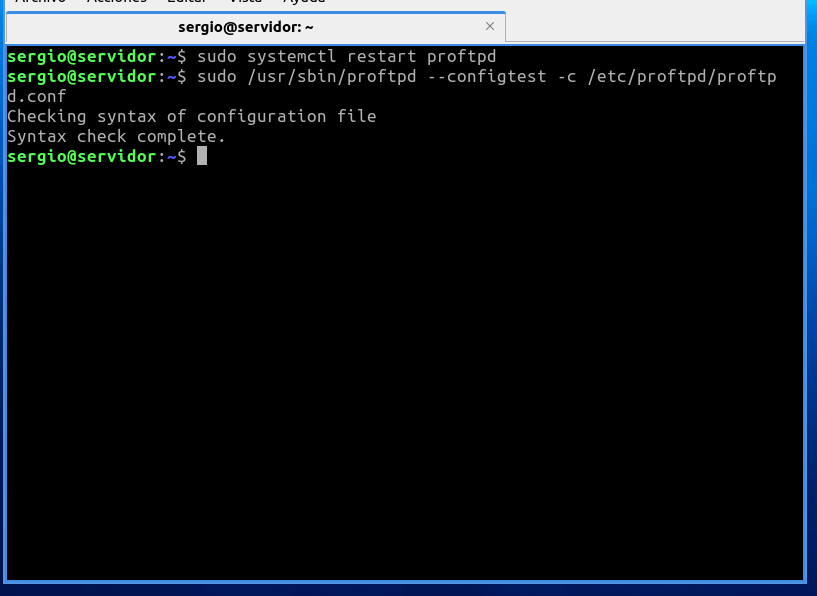 Archivo Acciones Editar Vista Ayuda
sergio@servidor: ~ ×
sergio@servidor:~$ sudo systemctl restart proftpd
sergio@servidor:~$ sudo /usr/sbin/proftpd --configtest -c /etc/proftpd/proftp
d.conf
Checking syntax of configuration file
Syntax check complete.
sergio@servidor:~$